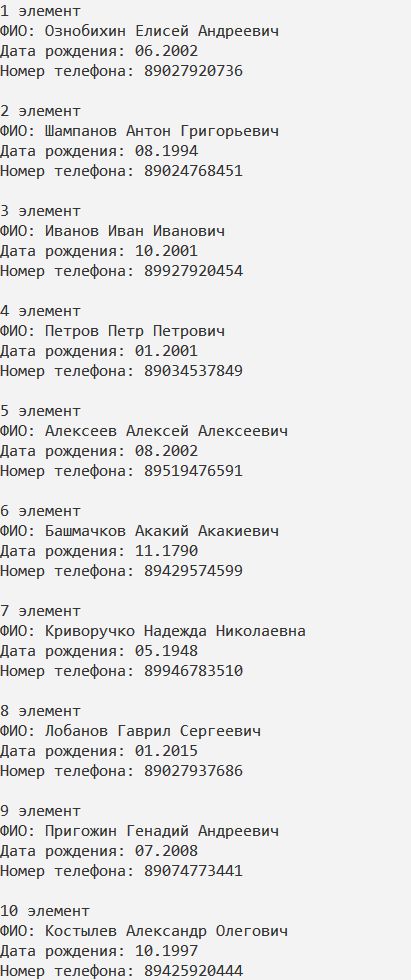 1 элемент
ФИО: Ознобихин Елисей Андреевич
Дата рождения: 06.2002
Номер телефона: 89027920736
2 элемент
ФИО: Шампанов Антон Григорьевич
Дата рождения: 08.1994
Номер телефона: 89024768451
3 элемент
ФИО: Иванов Иван Иванович
Дата рождения: 10.2001
Номер телефона: 89927920454
4 элемент
ФИО: Петров Петр Петрович
Дата рождения: 01.2001
Номер телефона: 89034537849
5 элемент
ФИО: Алексеев Алексей Алексеевич
Дата рождения: 08.2002
Номер телефона: 89519476591
6 элемент
ФИО: Башмачков Акакий Акакиевич
Дата рождения: 11.1790
Номер телефона: 89429574599
7 элемент
ФИО: Криворучко Надежда Николаевна
Дата рождения: 05.1948
Номер телефона: 89946783510
8 элемент
ФИО: Лобанов Гаврил Сергеевич
Дата рождения: 01.2015
Номер телефона: 89027937686
9 элемент
ФИО: Пригожин Генадий Андреевич
Дата рождения: 07.2008
Номер телефона: 89074773441
10 элемент
ФИО: Костылев Александр Олегович
Дата рождения: 10.1997
Номер телефона: 89425920444